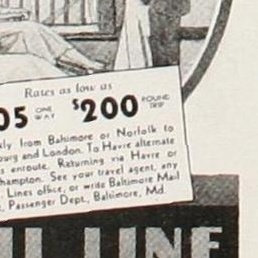 Rates as low as
05 ONE WAY $200 ROUND TRIP
ly from Baltimore or Norfolk to
ourg and London. To Havre alternate
s enroute. Returning via Havre or
hampton. See your travel agent, any
Lines office, or write Baltimore Mail
, Passenger Dept., Baltimore, Md.
IL LINE